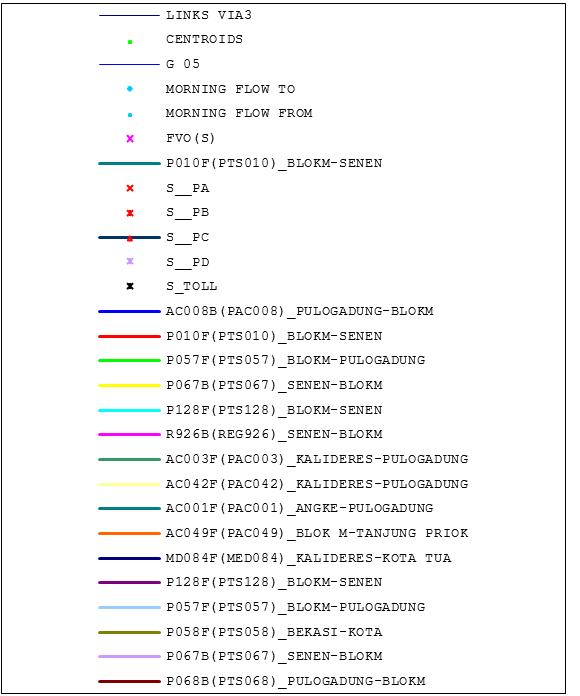 LINKS VIA3
CENTROIDS
G 05
MORNING FLOW TO
MORNING FLOW FROM
FVO(S)
P010F(PTS010)_BLOKM-SENEN
S__PA
S__PB
S__PC
S__PD
S_TOLL
AC008B(PAC008)_PULOGADUNG-BLOKM
P010F(PTS010)_BLOKM-SENEN
P057F(PTS057)_BLOKM-PULOGADUNG
P067B(PTS067)_SENEN-BLOKM
P128F(PTS128)_BLOKM-SENEN
R926B(REG926)_SENEN-BLOKM
AC003F(PAC003)_KALIDERES-PULOGADUNG
AC042F(PAC042)_KALIDERES-PULOGADUNG
AC001F(PAC001)_ANGKE-PULOGADUNG
AC049F(PAC049)_BLOK M-TANJUNG PRIOK
MD084F(MED084)_KALIDERES-KOTA TUA
P128F(PTS128)_BLOKM-SENEN
P057F(PTS057)_BLOKM-PULOGADUNG
P058F(PTS058)_BEKASI-KOTA
P067B(PTS067)_SENEN-BLOKM
P068B(PTS068)_PULOGADUNG-BLOKM